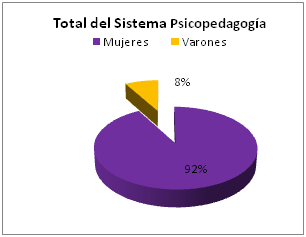 Total del Sistema Psicopedagogía
Mujeres Varones
8%
92%